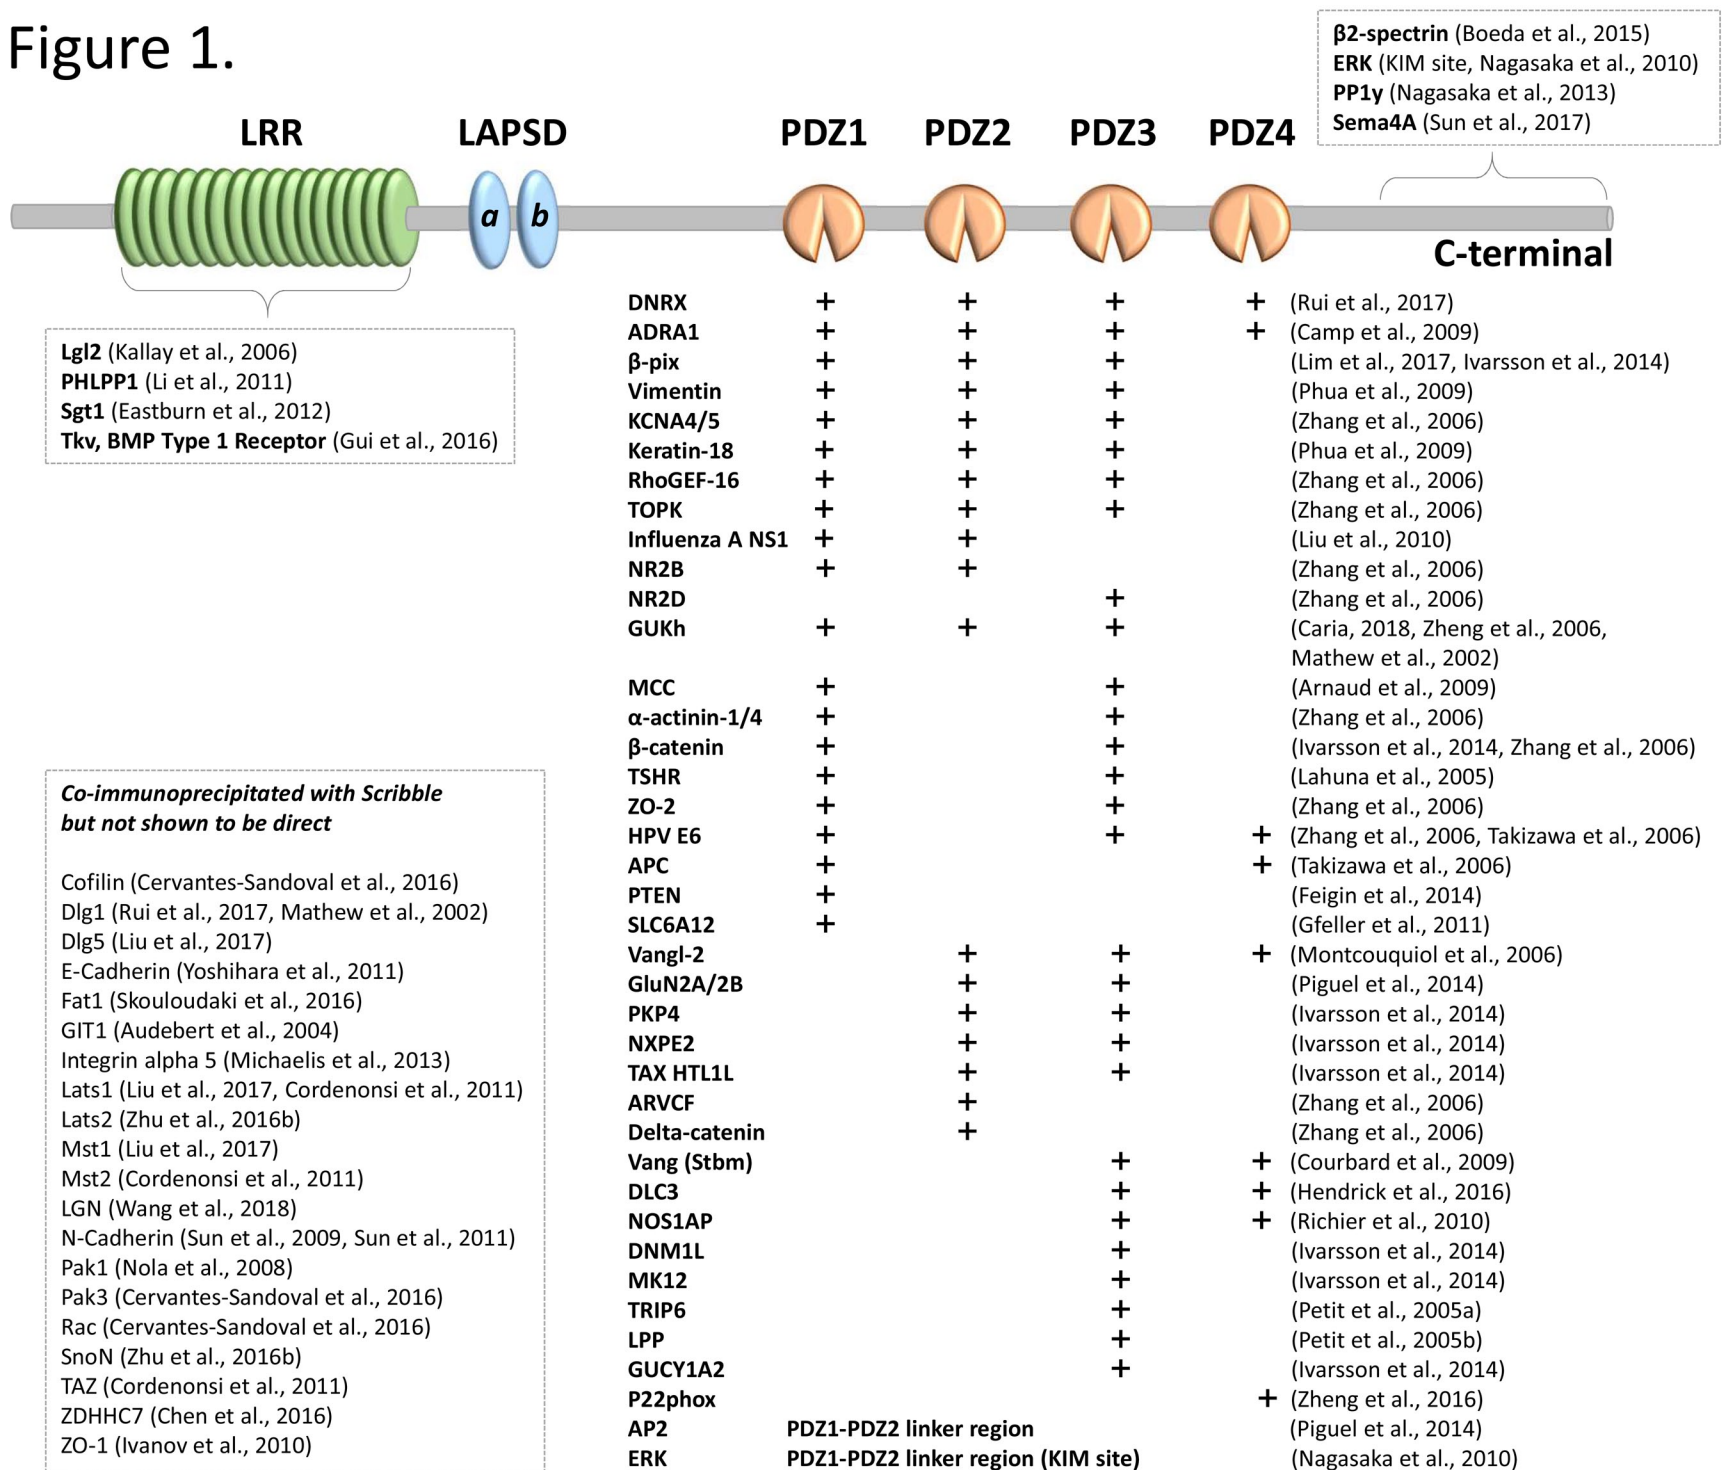 Figure 1.
β2-spectrin (Boeda et al., 2015)
ERK (KIM site, Nagasaka et al., 2010)
PP1y (Nagasaka et al., 2013)
Sema4A (Sun et al., 2017)
LRR LAPSD PDZ1 PDZ2 PDZ3 PDZ4
a b
C-terminal
Lgl2 (Kallay et al., 2006)
PHLPP1 (Li et al., 2011)
Sgt1 (Eastburn et al., 2012)
Tkv, BMP Type 1 Receptor (Gui et al., 2016)
DNRX + + + + (Rui et al., 2017)
ADRA1 + + + + (Camp et al., 2009)
β-pix + + + (Lim et al., 2017, Ivarsson et al., 2014)
Vimentin + + + (Phua et al., 2009)
KCNA4/5 + + + (Zhang et al., 2006)
Keratin-18 + + + (Phua et al., 2009)
RhoGEF-16 + + + (Zhang et al., 2006)
TOPK + + + (Zhang et al., 2006)
Influenza A NS1 + + (Liu et al., 2010)
NR2B + + (Zhang et al., 2006)
NR2D + (Zhang et al., 2006)
GUKh + + + (Caria, 2018, Zheng et al., 2006,
Mathew et al., 2002)
MCC + + (Arnaud et al., 2009)
α-actinin-1/4 + + (Zhang et al., 2006)
β-catenin + + (Ivarsson et al., 2014, Zhang et al., 2006)
TSHR + + (Lahuna et al., 2005)
ZO-2 + + (Zhang et al., 2006)
HPV E6 + + + (Zhang et al., 2006, Takizawa et al., 2006)
APC + + (Takizawa et al., 2006)
PTEN + (Feigin et al., 2014)
SLC6A12 + (Gfeller et al., 2011)
Vangl-2 + + + (Montcouquiol et al., 2006)
GluN2A/2B + + (Piguel et al., 2014)
PKP4 + + (Ivarsson et al., 2014)
NXPE2 + + (Ivarsson et al., 2014)
TAX HTL1L + + (Ivarsson et al., 2014)
ARVCF + (Zhang et al., 2006)
Delta-catenin + (Zhang et al., 2006)
Vang (Stbm) + + (Courbard et al., 2009)
DLC3 + + (Hendrick et al., 2016)
NOS1AP + + (Richier et al., 2010)
DNM1L + (Ivarsson et al., 2014)
MK12 + (Ivarsson et al., 2014)
TRIP6 + (Petit et al., 2005a)
LPP + (Petit et al., 2005b)
GUCY1A2 + (Ivarsson et al., 2014)
P22phox + (Zheng et al., 2016)
AP2 PDZ1-PDZ2 linker region (Piguel et al., 2014)
ERK PDZ1-PDZ2 linker region (KIM site) (Nagasaka et al., 2010)
Co-immunoprecipitated with Scribble
but not shown to be direct
Cofilin (Cervantes-Sandoval et al., 2016)
Dlg1 (Rui et al., 2017, Mathew et al., 2002)
Dlg5 (Liu et al., 2017)
E-Cadherin (Yoshihara et al., 2011)
Fat1 (Skouloudaki et al., 2016)
GIT1 (Audebert et al., 2004)
Integrin alpha 5 (Michaelis et al., 2013)
Lats1 (Liu et al., 2017, Cordenonsi et al., 2011)
Lats2 (Zhu et al., 2016b)
Mst1 (Liu et al., 2017)
Mst2 (Cordenonsi et al., 2011)
LGN (Wang et al., 2018)
N-Cadherin (Sun et al., 2009, Sun et al., 2011)
Pak1 (Nola et al., 2008)
Pak3 (Cervantes-Sandoval et al., 2016)
Rac (Cervantes-Sandoval et al., 2016)
SnoN (Zhu et al., 2016b)
TAZ (Cordenonsi et al., 2011)
ZDHHC7 (Chen et al., 2016)
ZO-1 (Ivanov et al., 2010)